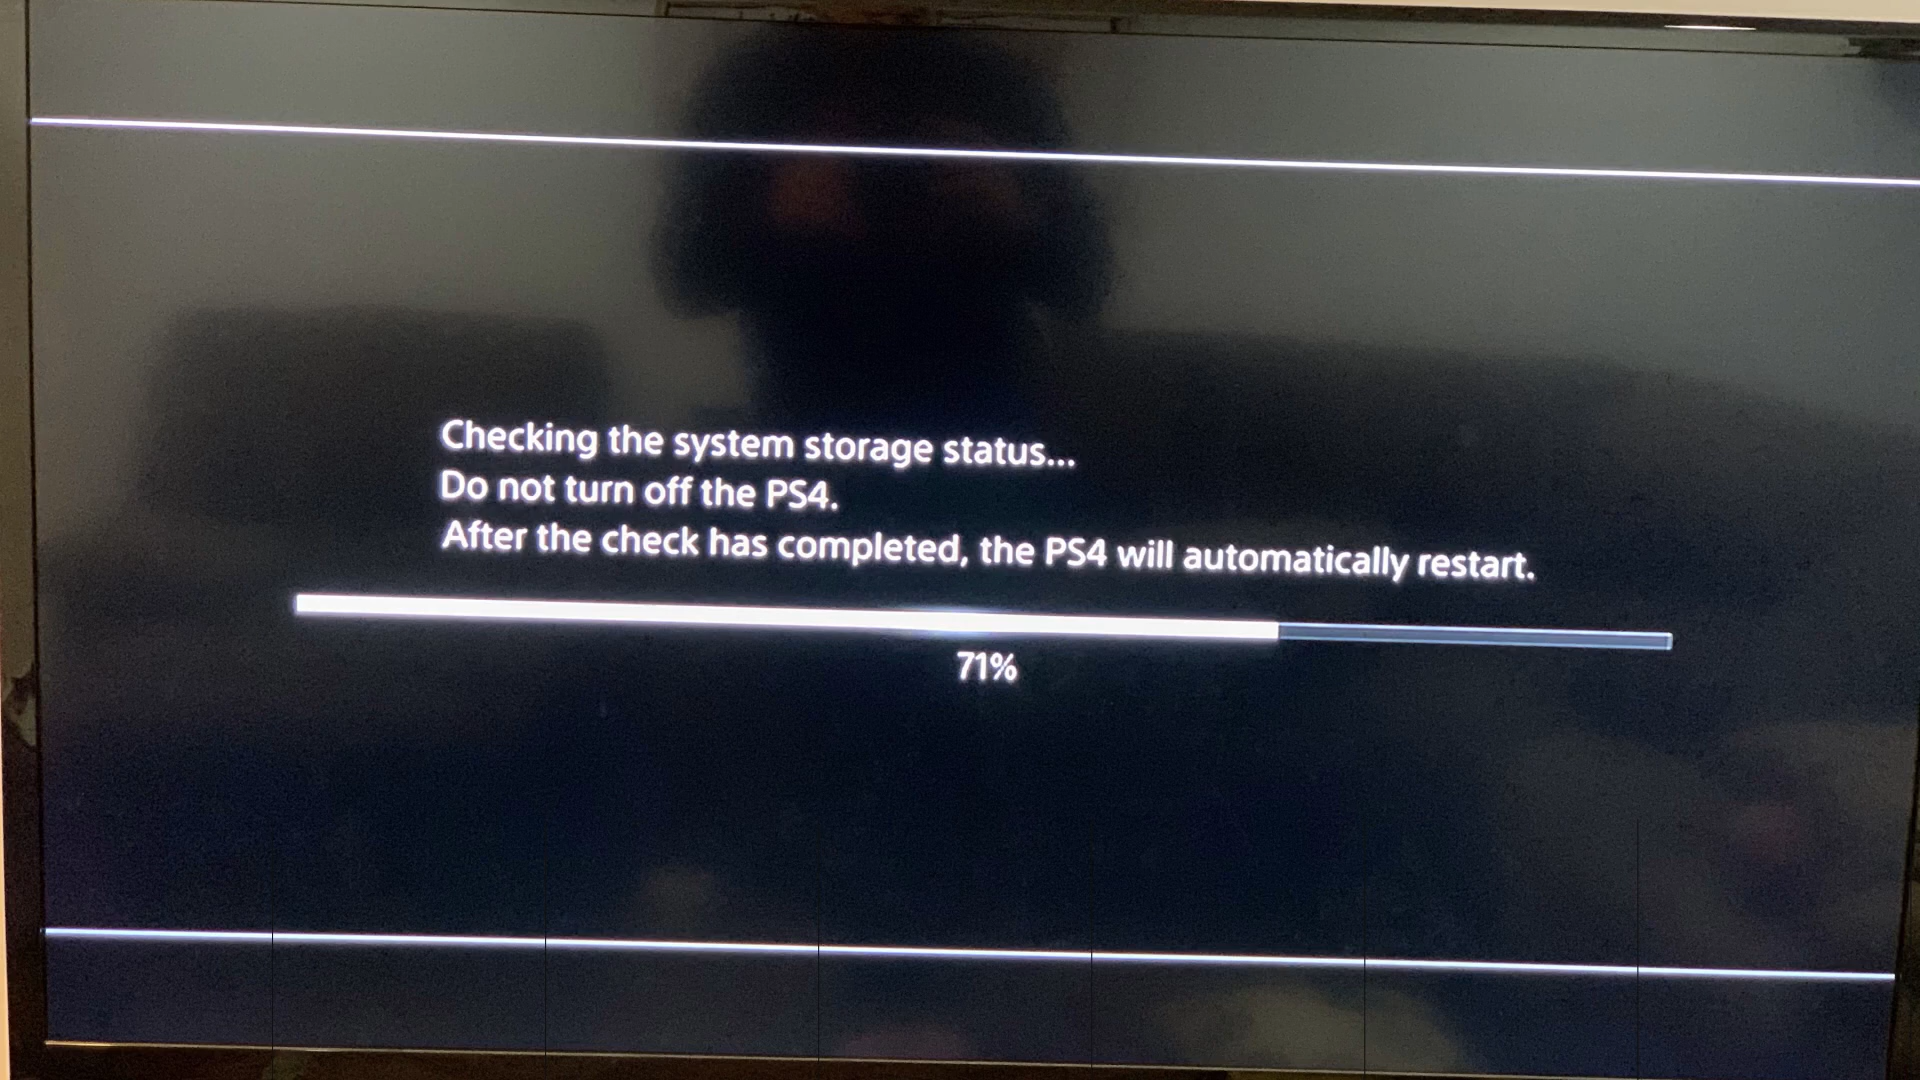 Checking the system storage status...
Do not turn off the PS4.
After the check has completed, the PS4 will automatically restart.
71%